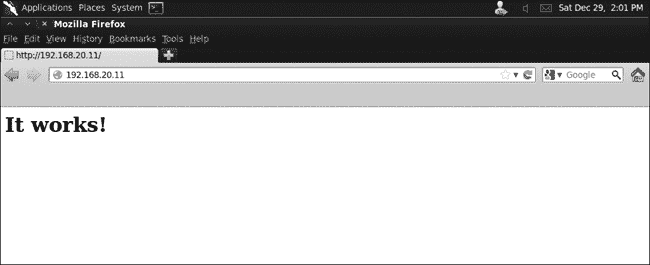 Applications Places System Sat Dec 29, 2:01 PM
Mozilla Firefox
File Edit View History Bookmarks Tools Help
http://192.168.20.11/
192.168.20.11 Google
It works!